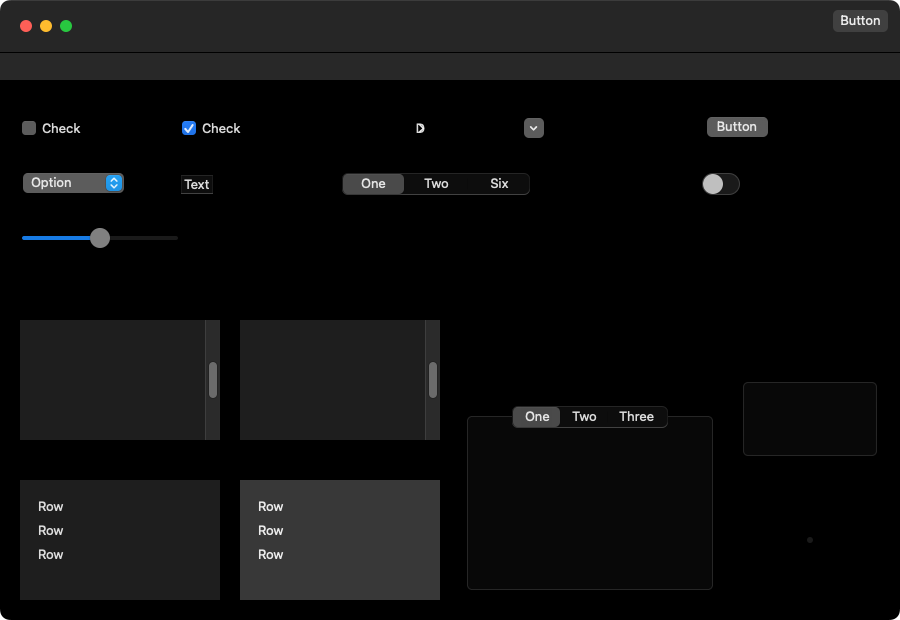 Button
Check
Check
D
Button
Option
Text
One Two Six
One Two Three
Row
Row
Row
Row
Row
Row